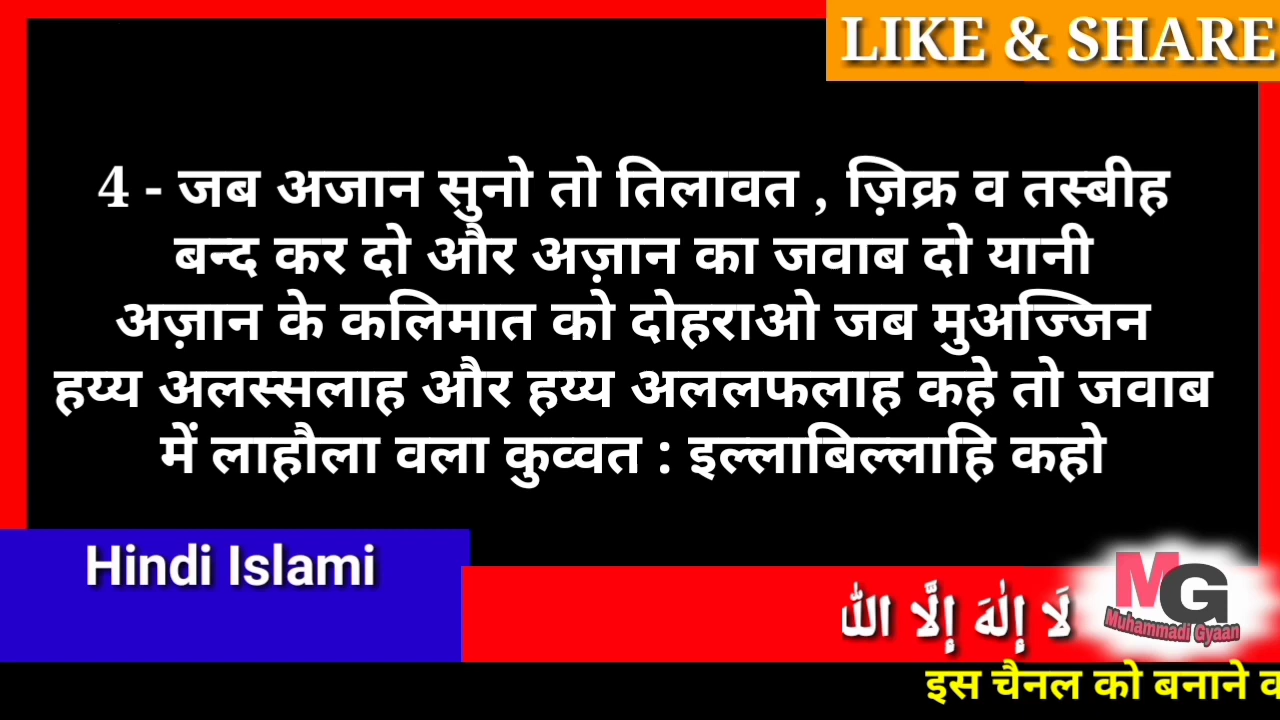 LIKE & SHARE
4 - जब अजान सुनो तो तिलावत , ज़िक्र व तस्बीह
बन्द कर दो और अज़ान का जवाब दो यानी
अज़ान के कलिमात को दोहराओ जब मुअज्जिन
हय्य अलस्सलाह और हय्य अललफलाह कहे तो जवाब
में लाहौला वला कुव्वत : इल्लाबिल्लाहि कहो
Hindi Islami
لَا إِلٰهَ إِلَّا الله
MG
Muhammadi Gyaan
इस चैनल को बनाने